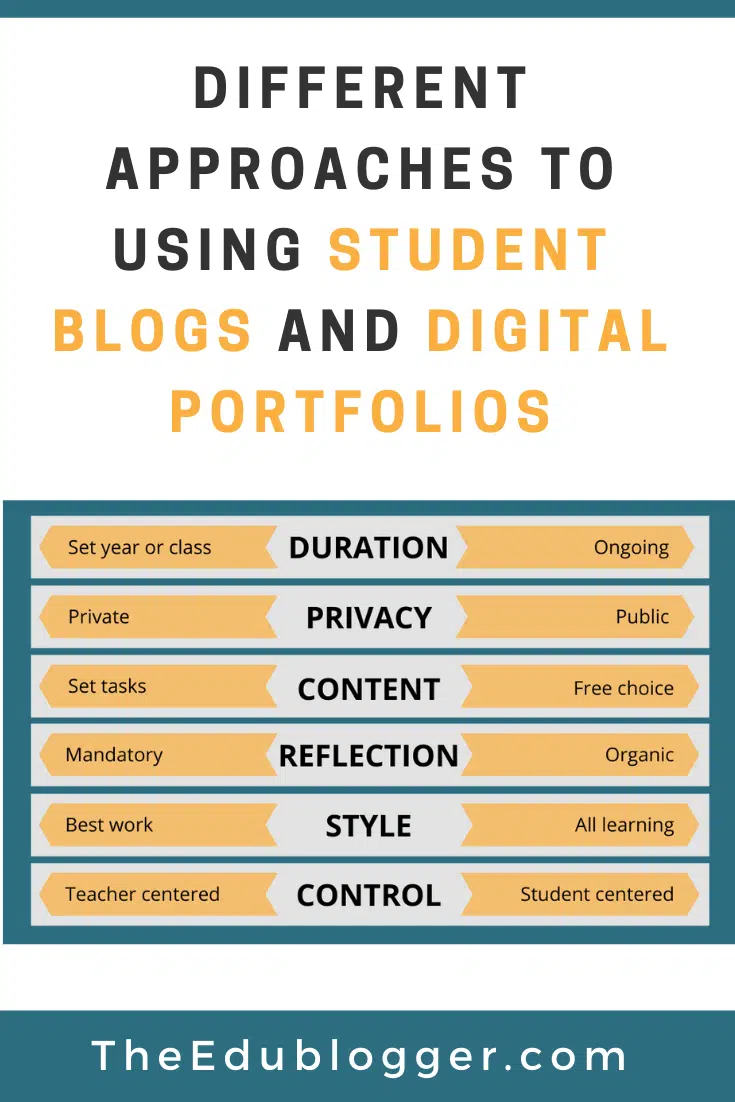 DIFFERENT
APPROACHES TO
USING STUDENT
BLOGS AND DIGITAL
PORTFOLIOS
Set year or class DURATION Ongoing
Private PRIVACY Public
Set tasks CONTENT Free choice
Mandatory REFLECTION Organic
Best work STYLE All learning
Teacher centered CONTROL Student centered
TheEdublogger.com